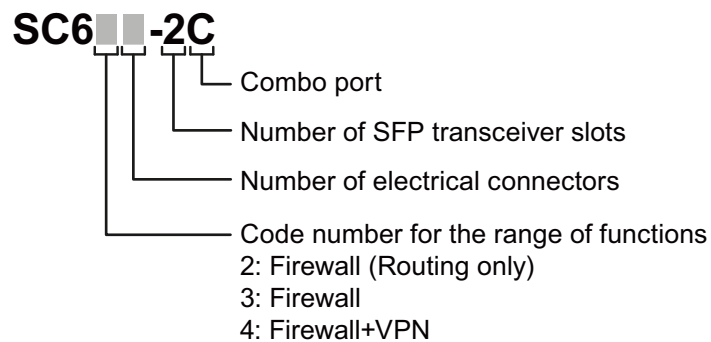 SC6 -2C
Combo port
Number of SFP transceiver slots
Number of electrical connectors
Code number for the range of functions
2: Firewall (Routing only)
3: Firewall
4: Firewall+VPN